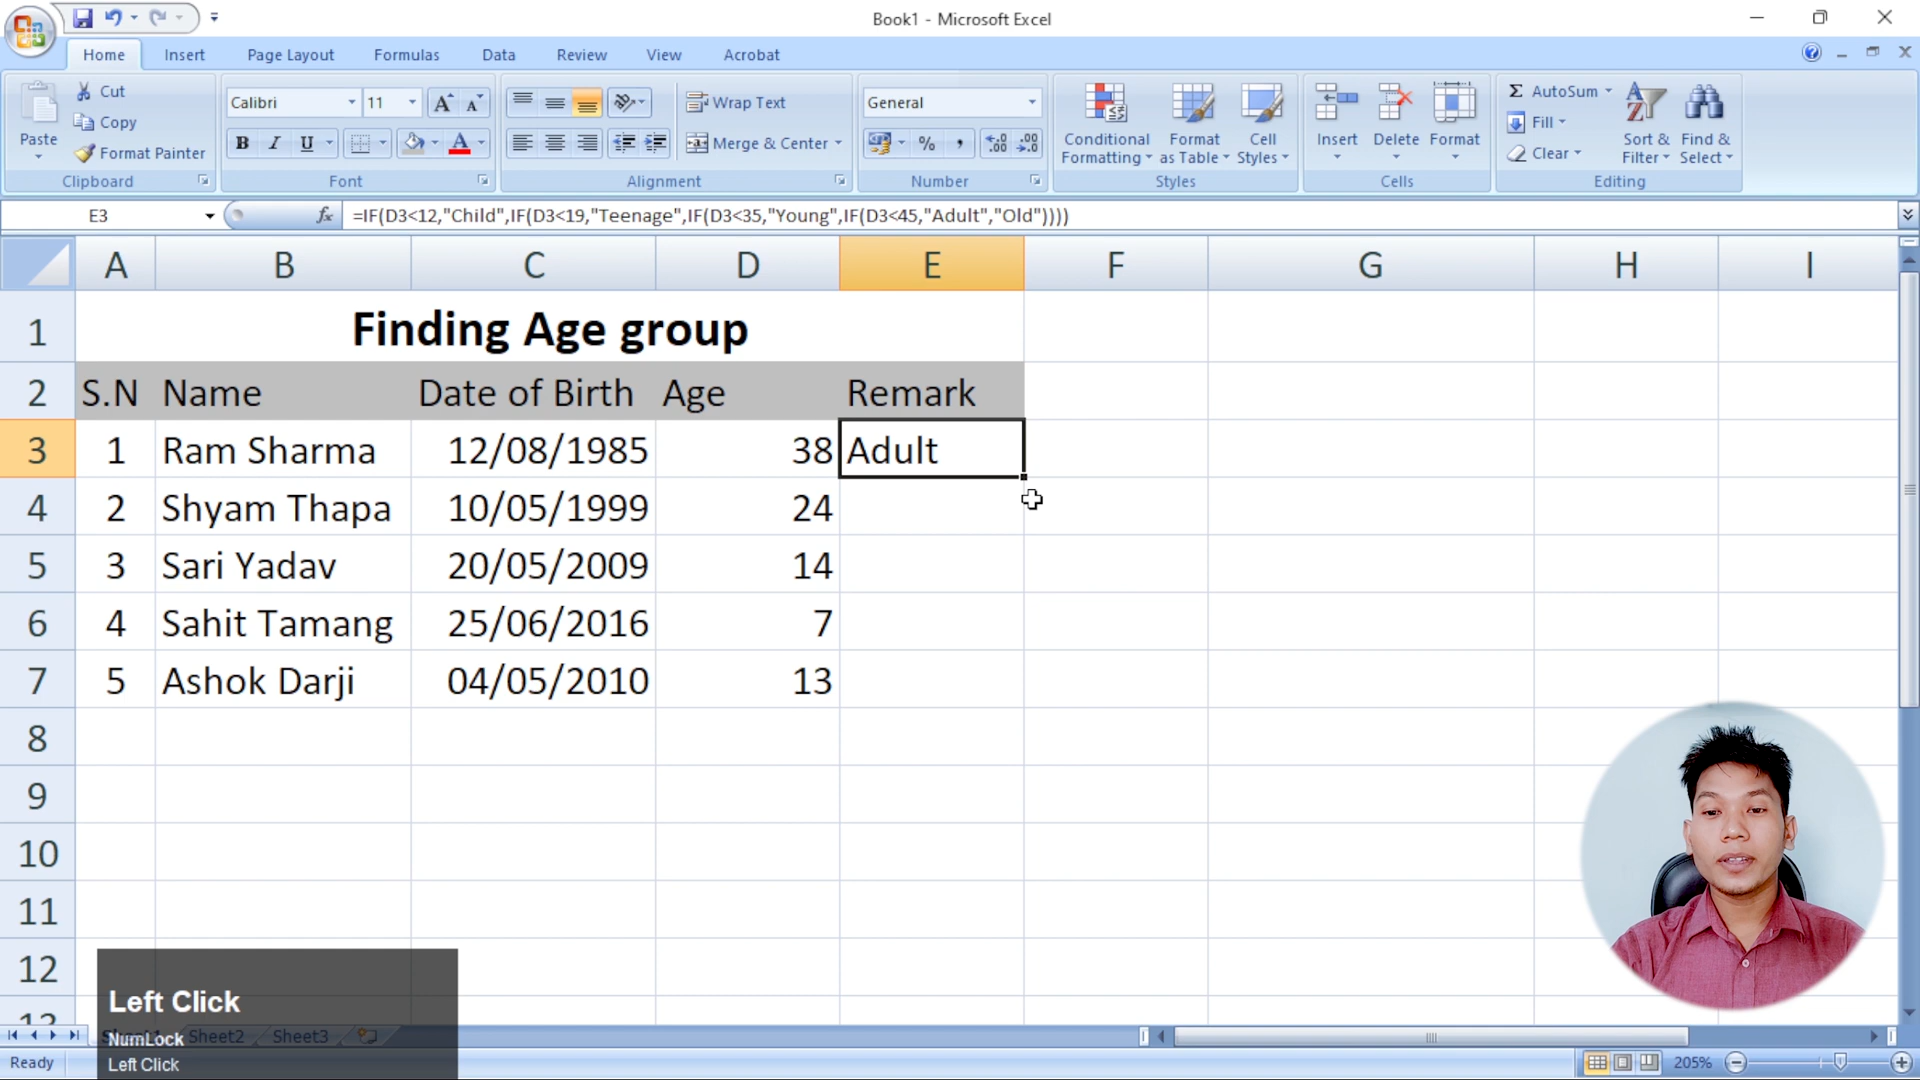 Book1 - Microsoft Excel
Home Insert Page Layout Formulas Data Review View Acrobat
Paste Cut Copy Format Painter Clipboard
Calibri 11 B I U A Font
Wrap Text Merge & Center Alignment
General % , Number
Conditional Formatting Format as Table Cell Styles Styles
Insert Delete Format Cells
Σ AutoSum Fill Clear Sort & Filter Find & Select Editing
E3 fx =IF(D3<12,"Child",IF(D3<19,"Teenage",IF(D3<35,"Young",IF(D3<45,"Adult","Old"))))
A B C D E F G H I
1 Finding Age group
2 S.N Name Date of Birth Age Remark
3 1 Ram Sharma 12/08/1985 38 Adult
4 2 Shyam Thapa 10/05/1999 24
5 3 Sari Yadav 20/05/2009 14
6 4 Sahit Tamang 25/06/2016 7
7 5 Ashok Darji 04/05/2010 13
8
9
10
11
12
Left Click
NumLock Sheet2 Sheet3
Left Click
Ready 205%